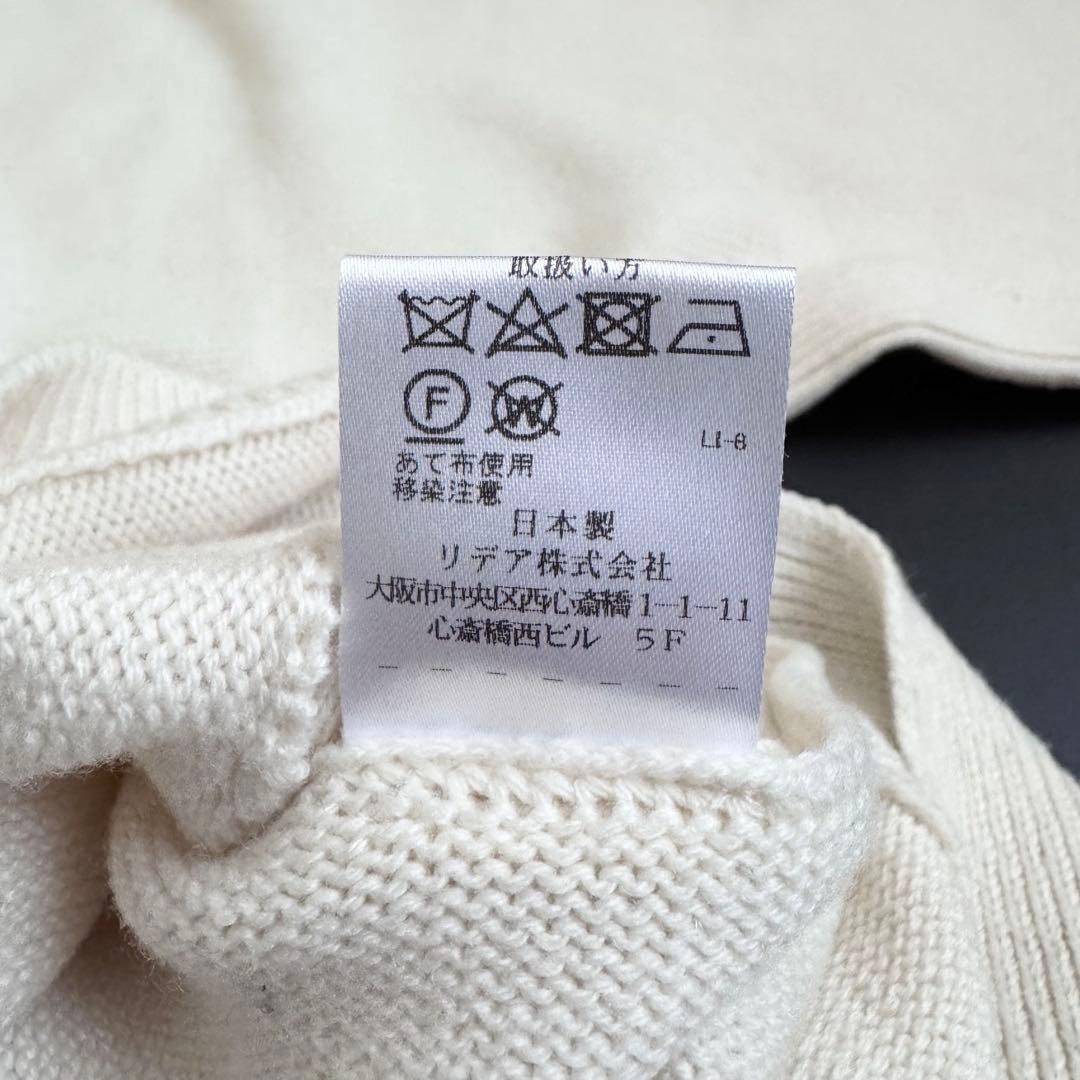 取扱い方
F W
LI-8
あて布使用
移染注意
日本製
リデア株式会社
大阪市中央区西心斎橋1-1-11
心斎橋西ビル 5F